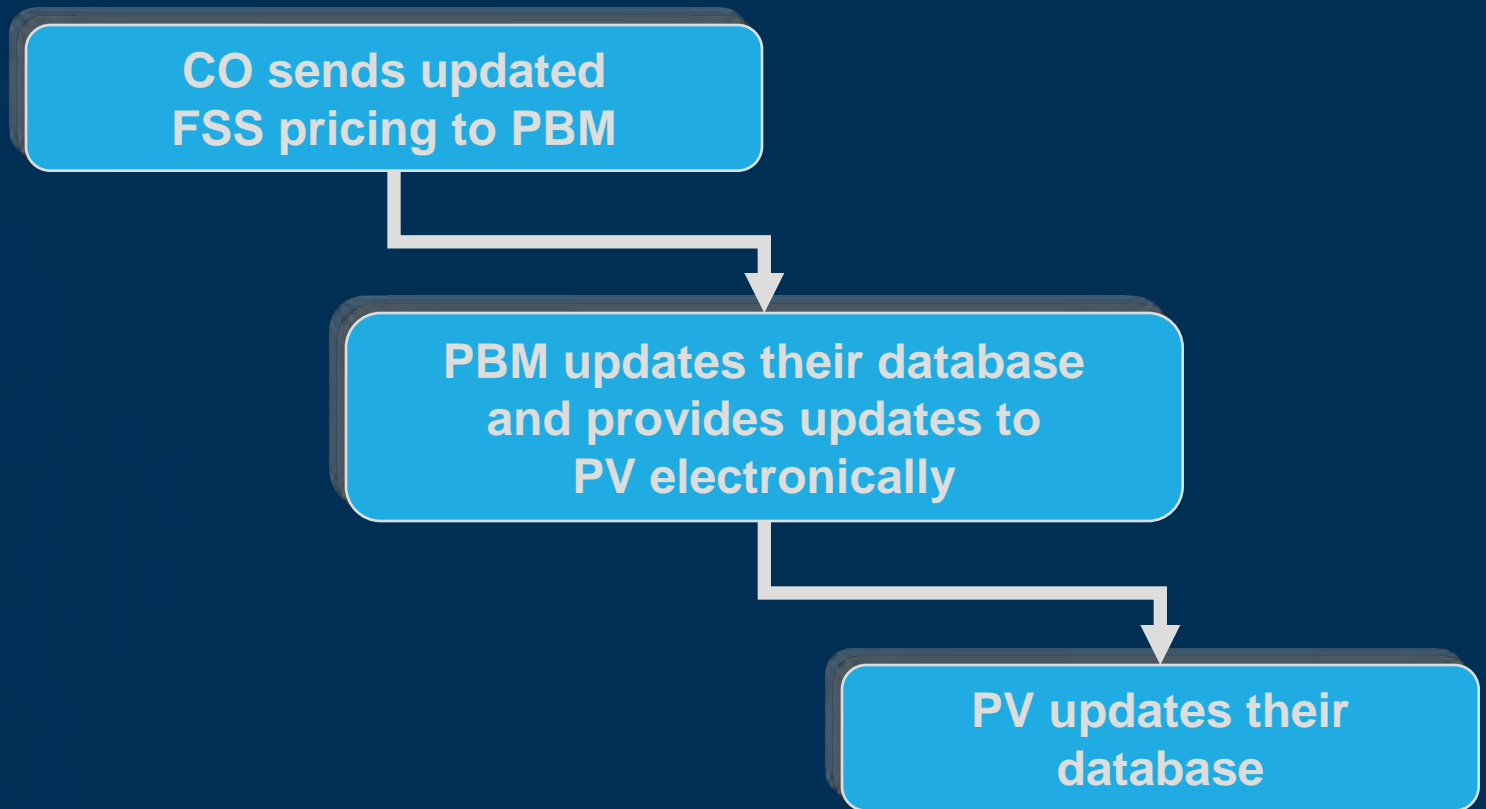 CO sends updated
FSS pricing to PBM
PBM updates their database
and provides updates to
PV electronically
PV updates their
database